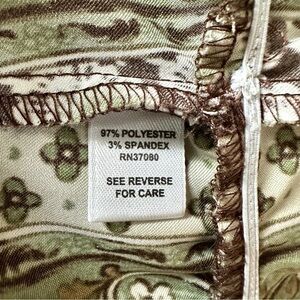 97% POLYESTER
3% SPANDEX
RN37080
SEE REVERSE
FOR CARE